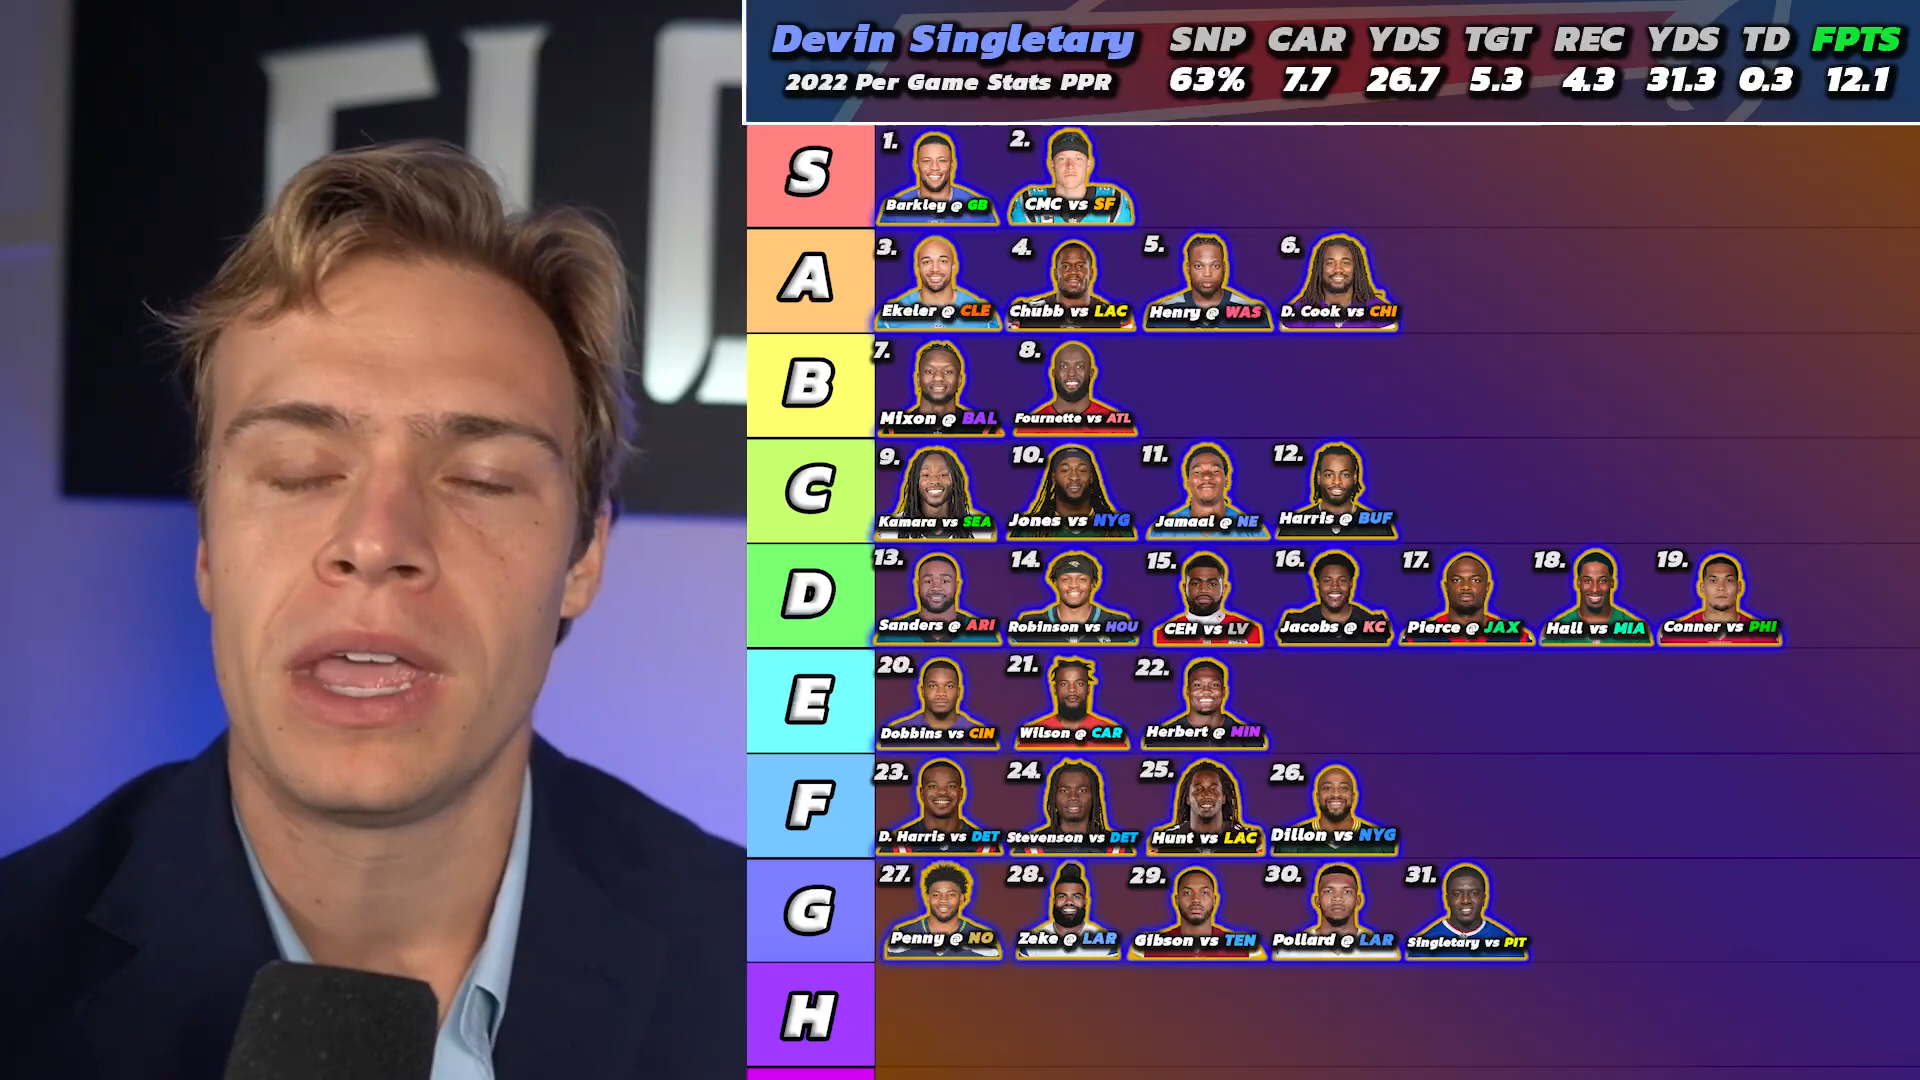 Devin Singletary SNP CAR YDS TGT REC YDS TD FPTS
2022 Per Game Stats PPR 63% 7.7 26.7 5.3 4.3 31.3 0.3 12.1
S
1. 2.
Barkley @ GB CMC vs SF
A
3. 4. 5. 6.
Ekeler @ CLE Chubb vs LAC Henry @ WAS D. Cook vs CHI
B
7. 8.
Mixon @ BAL Fournette vs ATL
C
9. 10. 11. 12.
Kamara vs SEA Jones vs NYG Jamaal @ NE Harris @ BUF
D
13. 14. 15. 16. 17. 18. 19.
Sanders @ ARI Robinson vs HOU CEH vs LV Jacobs @ KC Pierce @ JAX Hall vs MIA Conner vs PHI
E
20. 21. 22.
Dobbins vs CIN Wilson @ CAR Herbert @ MIN
F
23. 24. 25. 26.
D. Harris vs DET Stevenson vs DET Hunt vs LAC Dillon vs NYG
G
27. 28. 29. 30. 31.
Penny @ NO Zeke @ LAR Gibson vs TEN Pollard @ LAR Singletary vs PIT
H